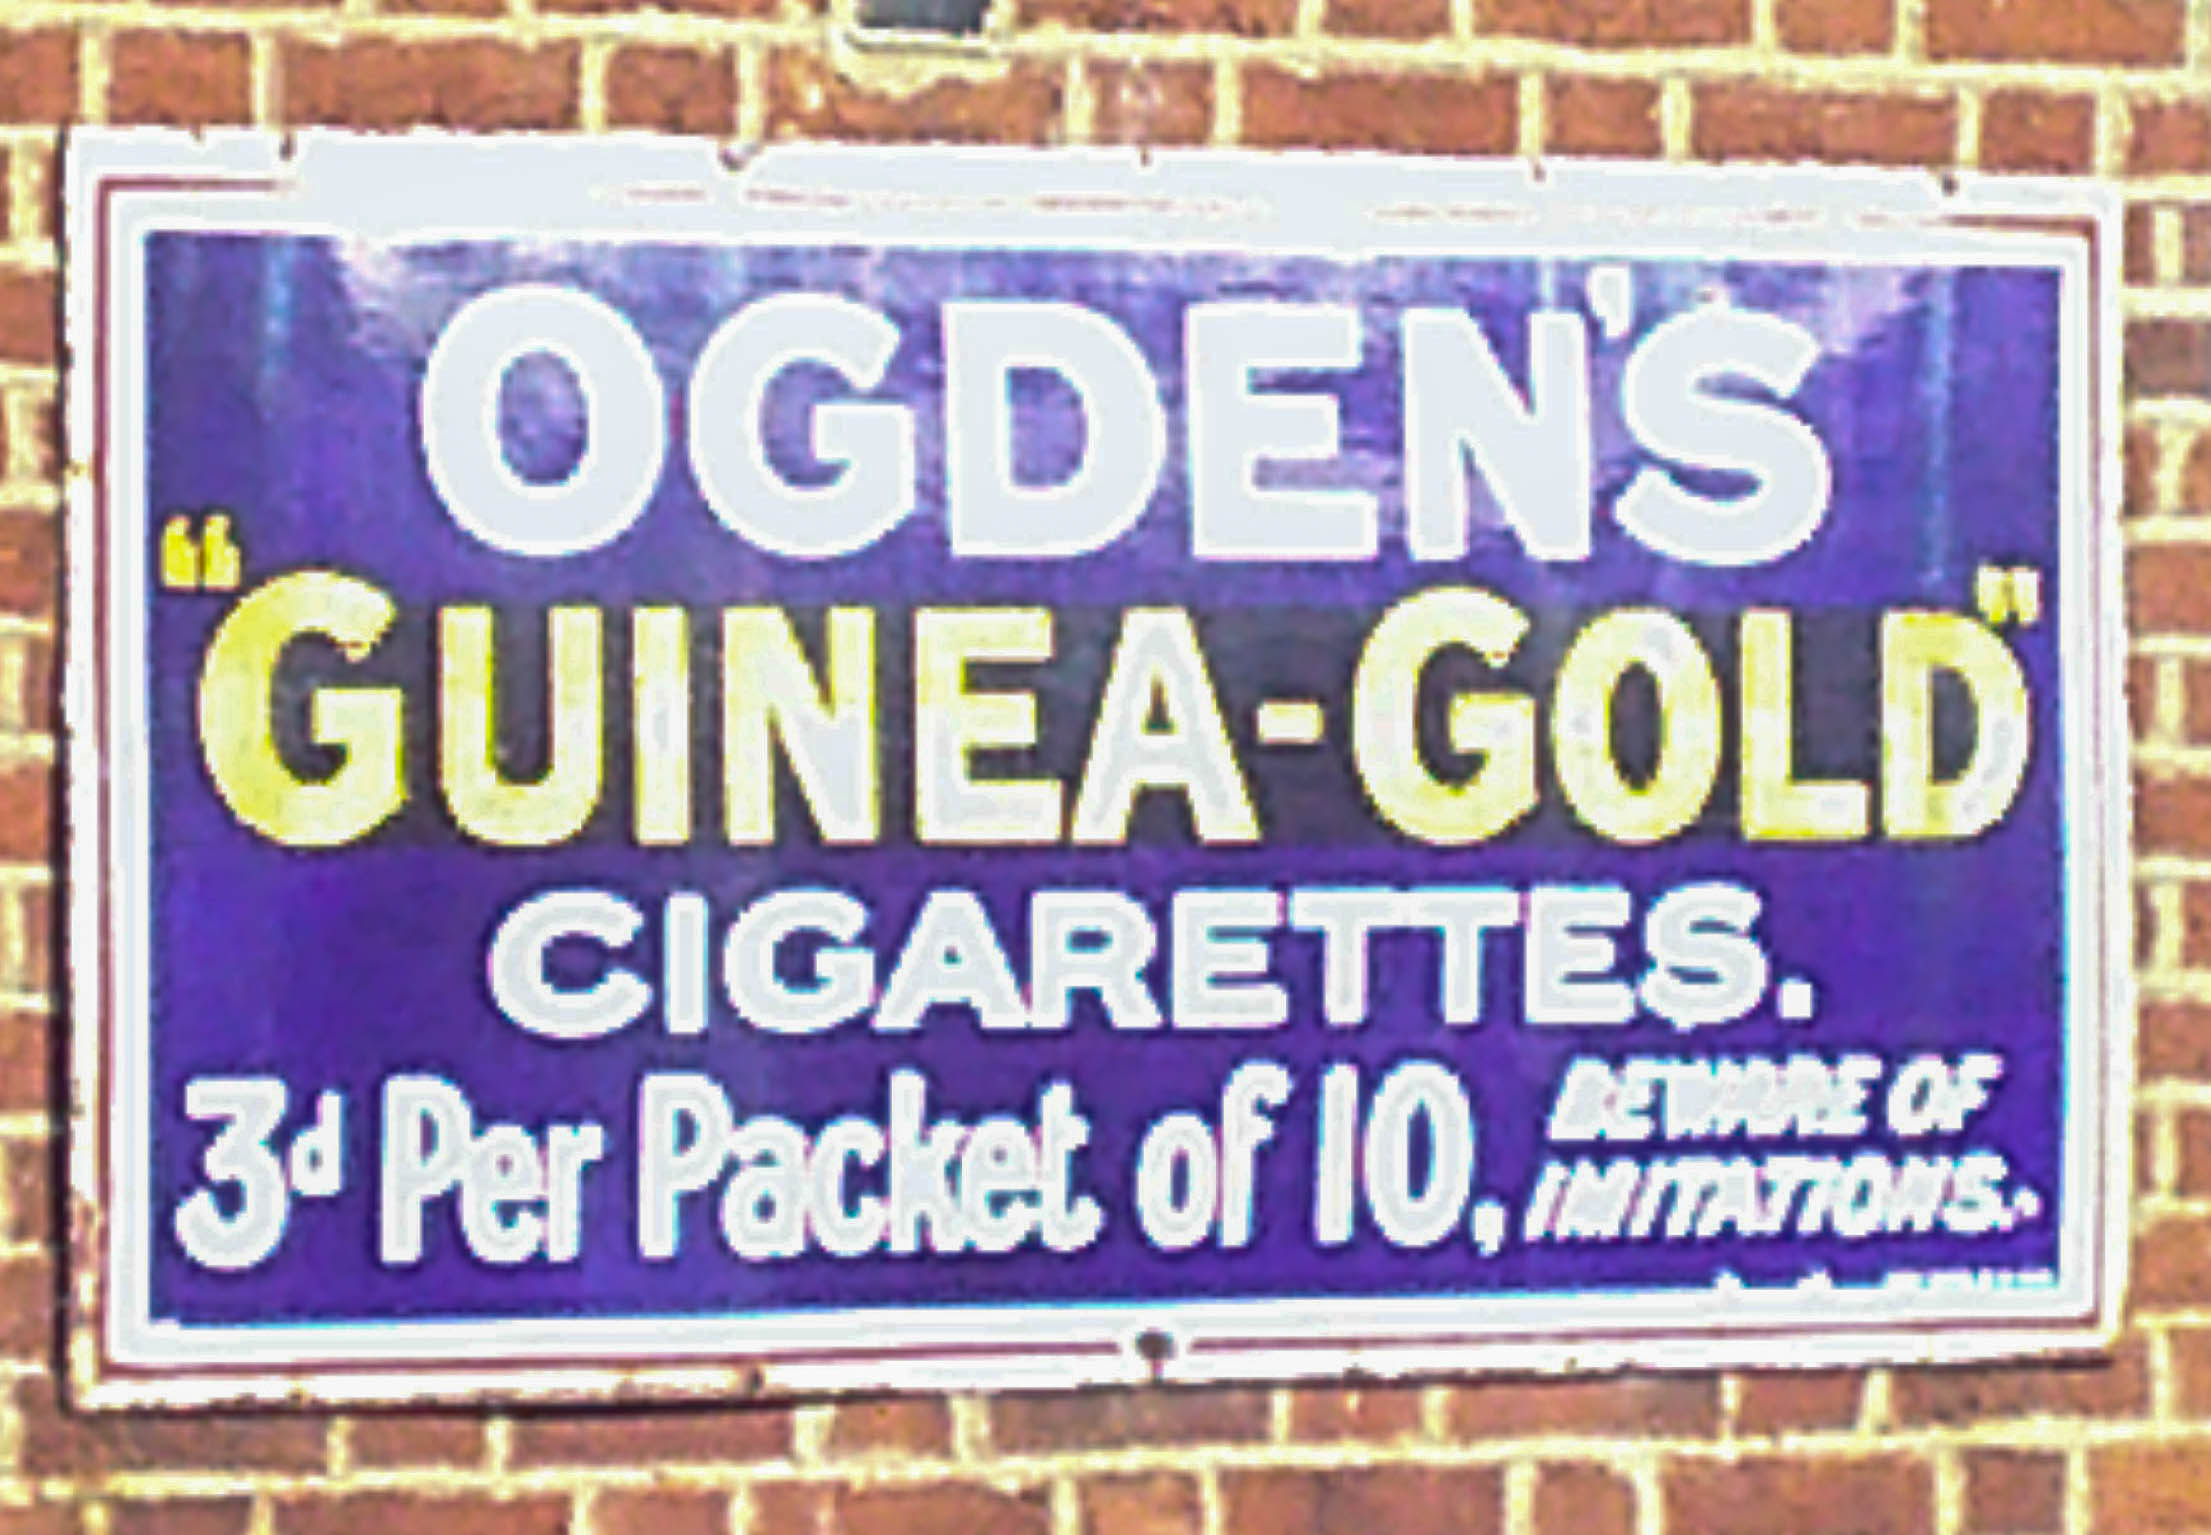 OGDEN'S
“GUINEA-GOLD”
CIGARETTES.
3d Per Packet of 10, BEWARE OF
IMITATIONS.